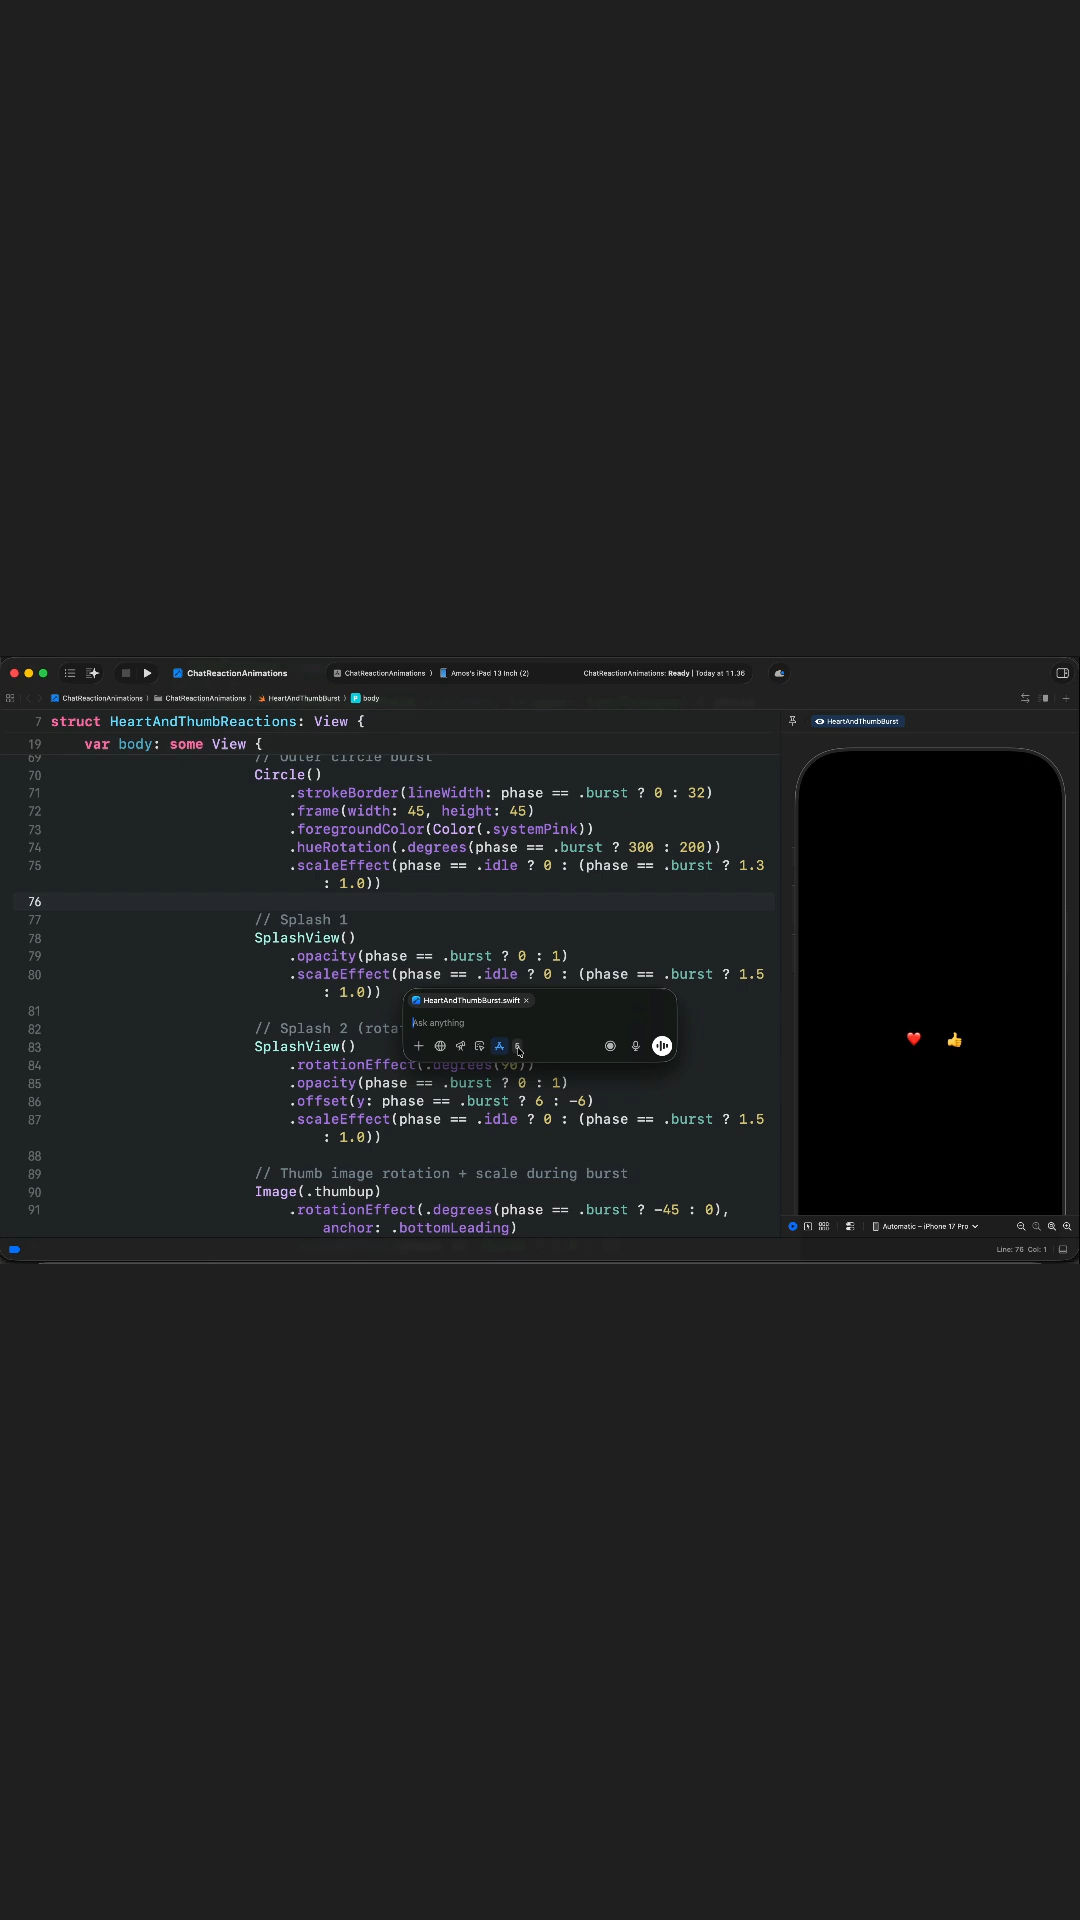 ChatReactionAnimations
ChatReactionAnimations 〉 Amos's iPad 13 Inch (2)
ChatReactionAnimations: Ready | Today at 11.36
ChatReactionAnimations 〉 ChatReactionAnimations 〉 HeartAndThumbBurst 〉 P body
7 struct HeartAndThumbReactions: View {
HeartAndThumbBurst
19 var body: some View {
69 // Outer circle burst
70 Circle()
71 .strokeBorder(lineWidth: phase == .burst ? 0 : 32)
72 .frame(width: 45, height: 45)
73 .foregroundColor(Color(.systemPink))
74 .hueRotation(.degrees(phase == .burst ? 300 : 200))
75 .scaleEffect(phase == .idle ? 0 : (phase == .burst ? 1.3
: 1.0))
76
77 // Splash 1
78 SplashView()
79 .opacity(phase == .burst ? 0 : 1)
80 .scaleEffect(phase == .idle ? 0 : (phase == .burst ? 1.5
: 1.0))
HeartAndThumbBurst.swift ×
81
Ask anything
82 // Splash 2 (rota
83 SplashView()
84 .rotationEffect(.degrees(90))
85 .opacity(phase == .burst ? 0 : 1)
86 .offset(y: phase == .burst ? 6 : -6)
87 .scaleEffect(phase == .idle ? 0 : (phase == .burst ? 1.5
: 1.0))
88
89 // Thumb image rotation + scale during burst
90 Image(.thumbup)
91 .rotationEffect(.degrees(phase == .burst ? -45 : 0),
anchor: .bottomLeading)
Automatic – iPhone 17 Pro
Line: 76 Col: 1